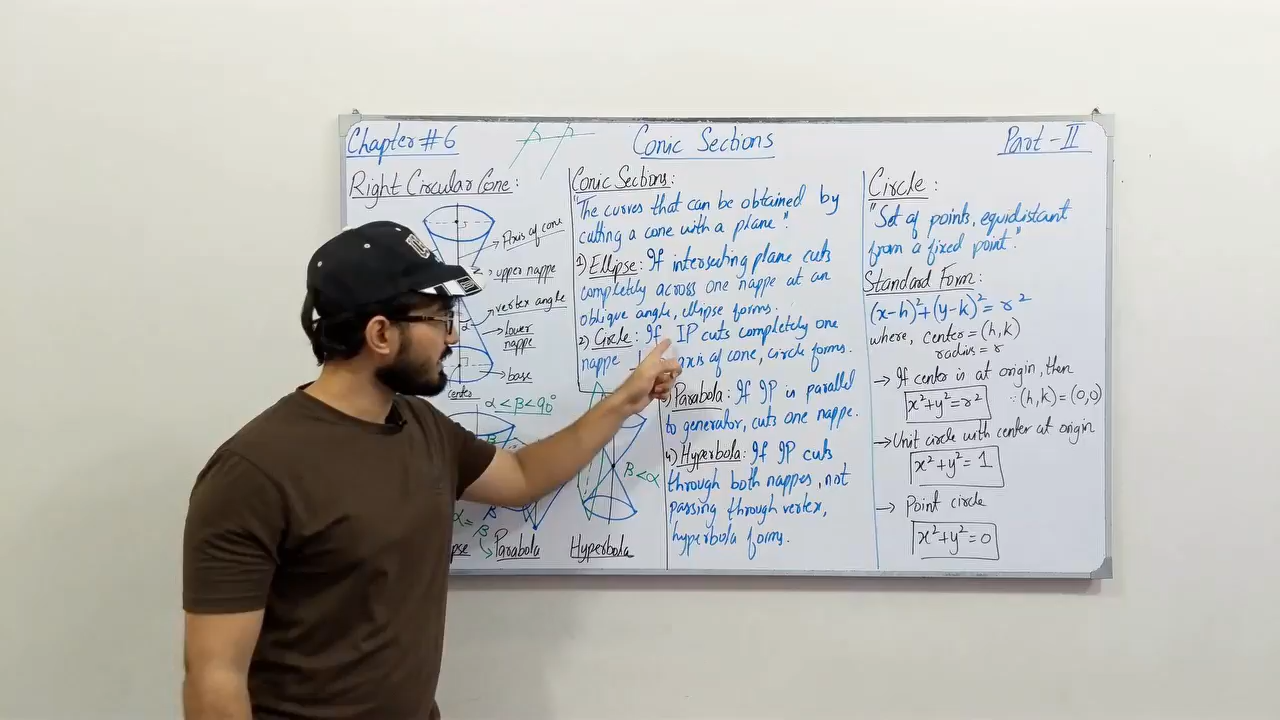 Chapter #6
Conic Sections
Part - II
Right Circular Cone:
Axis of cone
upper nappe
vertex angle
α
lower
nappe
base
center
α < β < 90°
β
β < α
α =
β
pse
Parabola
Hyperbola
Conic Sections:
"The curves that can be obtained by
cutting a cone with a plane".
1) Ellipse: If intersecting plane cuts
completely across one nappe at an
oblique angle, ellipse forms.
2) Circle: If IP cuts completely one
nappe axis of cone, circle forms.
Parabola: If IP is parallel
to generator, cuts one nappe.
4) Hyperbola: If IP cuts
through both nappes, not
passing through vertex,
hyperbola forms.
Circle:
"Set of points, equidistant
from a fixed point."
Standard Form:
(x-h)²+(y-k)² = r²
where, center = (h,k)
radius = r
→ If center is at origin, then
x²+y²=r² ∵ (h,k) = (0,0)
→ Unit circle with center at origin
x²+y²=1
→ Point circle
x²+y²=0